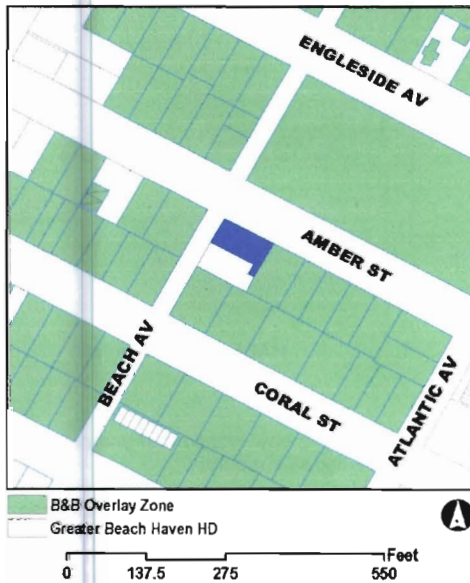 ENGLESIDE AV
AMBER ST
BEACH AV
CORAL ST
ATLANTIC AV
B&B Overlay Zone
Greater Beach Haven HD
Feet
0 137.5 275 550